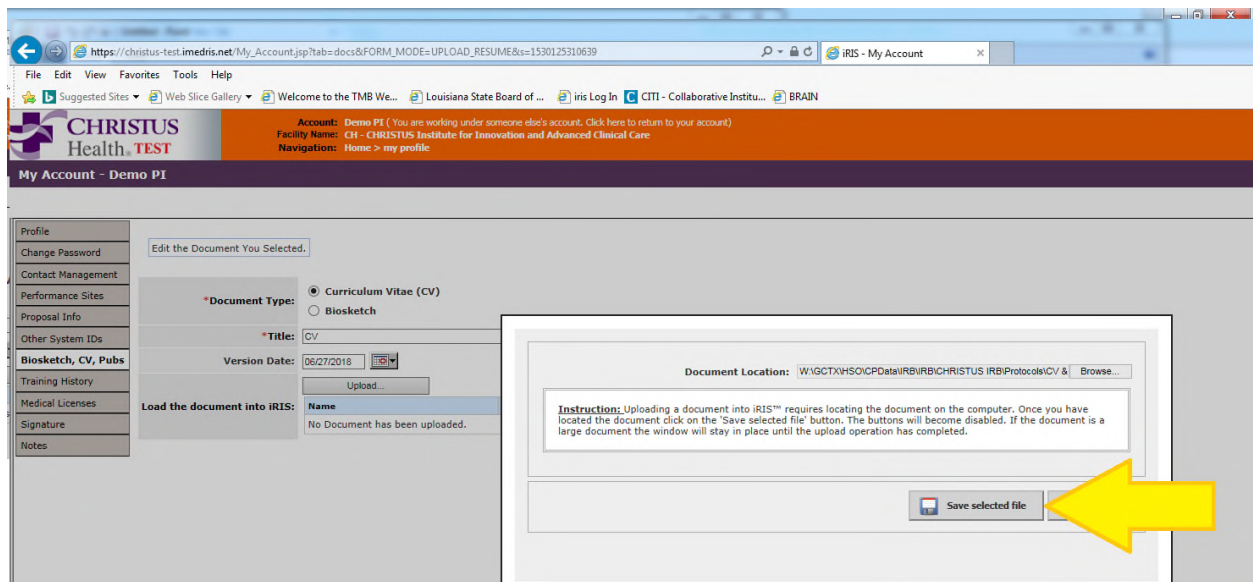 https://christus-test.imedris.net/My_Account.jsp?tab=docs&FORM_MODE=UPLOAD_RESUME&s=1530125310639
iRIS - My Account
File Edit View Favorites Tools Help
Suggested Sites Web Slice Gallery Welcome to the TMB We... Louisiana State Board of ... iris Log In CITI - Collaborative Institu... BRAIN
CHRISTUS
Health TEST
Account: Demo PI ( You are working under someone else's account. Click here to return to your account)
Facility Name: CH - CHRISTUS Institute for Innovation and Advanced Clinical Care
Navigation: Home > my profile
My Account - Demo PI
Profile
Change Password
Contact Management
Performance Sites
Proposal Info
Other System IDs
Biosketch, CV, Pubs
Training History
Medical Licenses
Signature
Notes
Edit the Document You Selected.
*Document Type:
Curriculum Vitae (CV)
Biosketch
*Title: CV
Version Date: 06/27/2018
Load the document into iRIS:
Upload...
Name
No Document has been uploaded.
Document Location: W:\GCTX\HSO\CPData\IRB\IRB\CHRISTUS IRB\Protocols\CV & Browse...
Instruction: Uploading a document into iRIS™ requires locating the document on the computer. Once you have
located the document click on the 'Save selected file' button. The buttons will become disabled. If the document is a
large document the window will stay in place until the upload operation has completed.
Save selected file